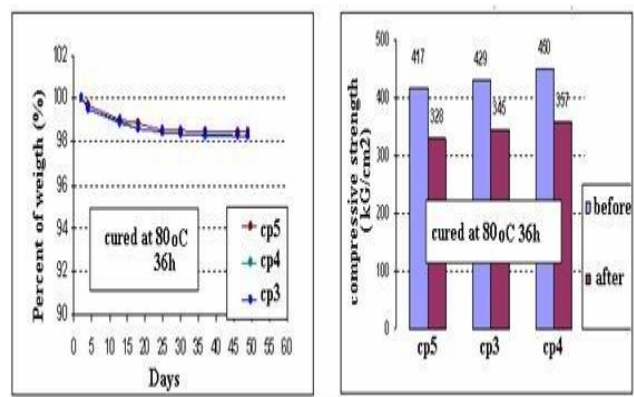 Percent of weigth (%)
102
100
98
96
94
92
90
cured at 80oC
36h
cp5
cp4
cp3
0 5 10 15 20 25 30 35 40 45 50 55 60
Days
compressive strength
(kG/cm2)
500
400
300
200
100
0
417
328
429
345
450
357
cured at 80oC 36h
before
after
cp5 cp3 cp4